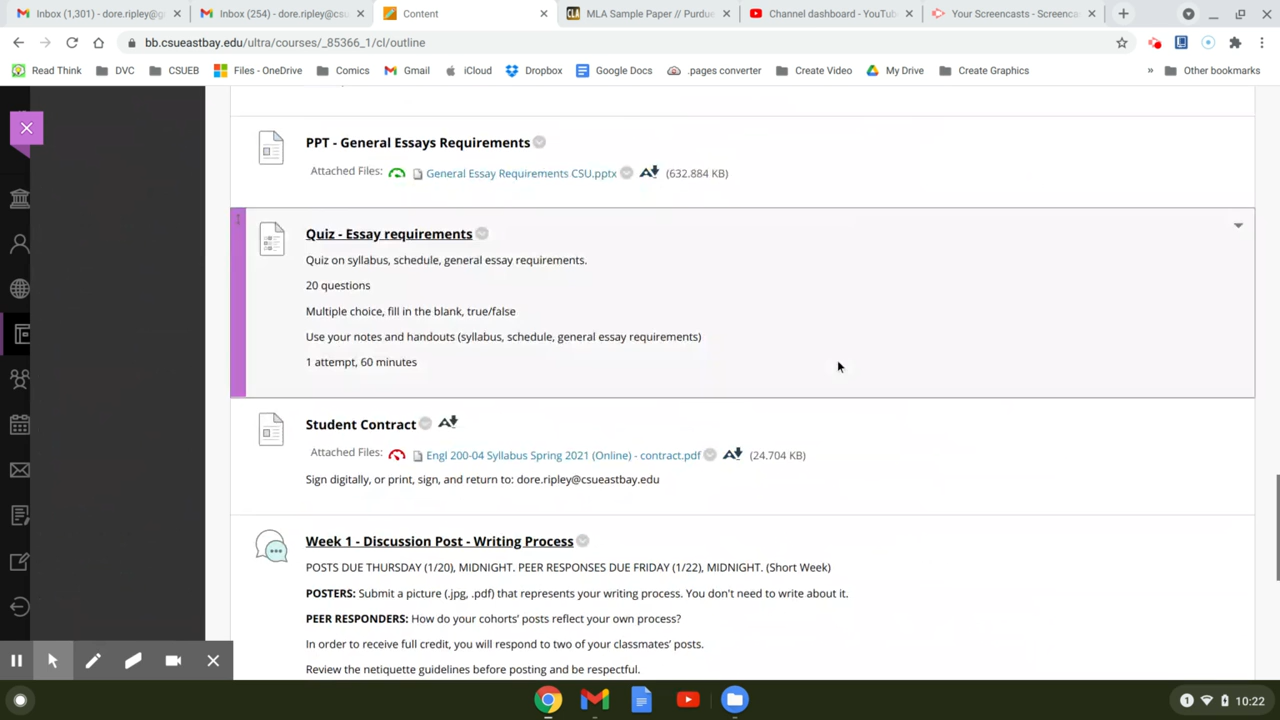 Inbox (1,301) - dore.ripley@g
Inbox (254) - dore.ripley@csu
Content
CLA
MLA Sample Paper // Purdue
Channel dashboard - YouTub
Your Screencasts - Screenca
bb.csueastbay.edu/ultra/courses/_85366_1/cl/outline
Read Think
DVC
CSUEB
Files - OneDrive
Comics
Gmail
iCloud
Dropbox
Google Docs
.pages converter
Create Video
My Drive
Create Graphics
»
Other bookmarks
PPT - General Essays Requirements
Attached Files: General Essay Requirements CSU.pptx (632.884 KB)
Quiz - Essay requirements
Quiz on syllabus, schedule, general essay requirements.
20 questions
Multiple choice, fill in the blank, true/false
Use your notes and handouts (syllabus, schedule, general essay requirements)
1 attempt, 60 minutes
Student Contract
Attached Files: Engl 200-04 Syllabus Spring 2021 (Online) - contract.pdf (24.704 KB)
Sign digitally, or print, sign, and return to: dore.ripley@csueastbay.edu
Week 1 - Discussion Post - Writing Process
POSTS DUE THURSDAY (1/20), MIDNIGHT. PEER RESPONSES DUE FRIDAY (1/22), MIDNIGHT. (Short Week)
POSTERS: Submit a picture (.jpg, .pdf) that represents your writing process. You don't need to write about it.
PEER RESPONDERS: How do your cohorts' posts reflect your own process?
In order to receive full credit, you will respond to two of your classmates' posts.
Review the netiquette guidelines before posting and be respectful.
1
10:22